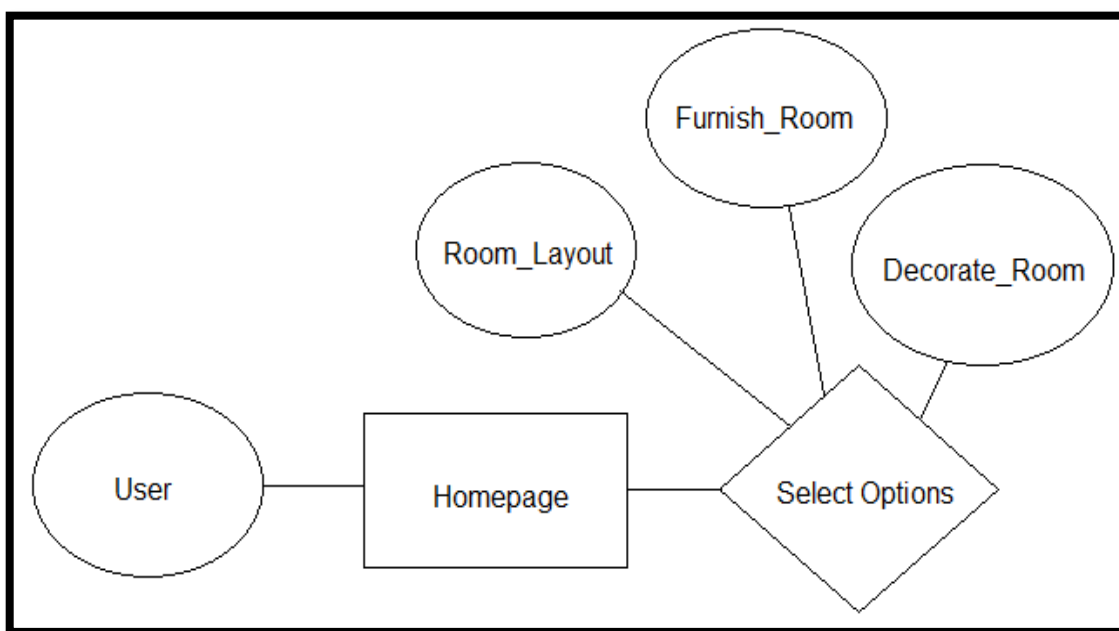 Furnish_Room
Room_Layout
Decorate_Room
User
Homepage
Select Options